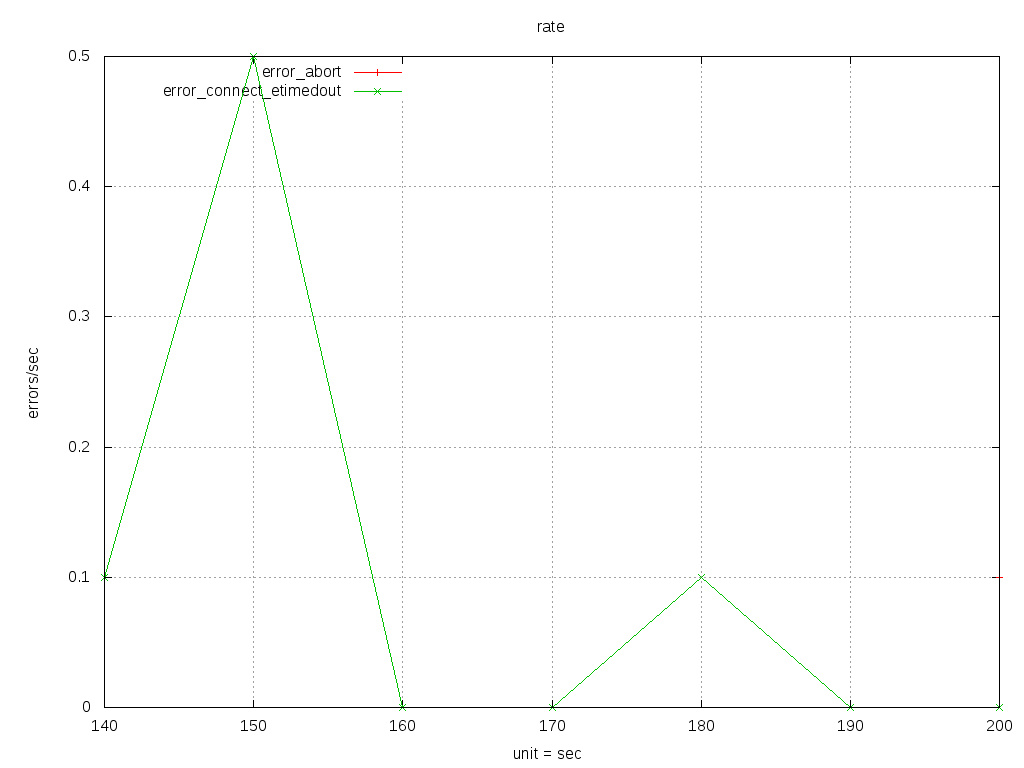 rate
0.5
error_abort
error_connect_etimedout
0.4
0.3
errors/sec
0.2
0.1
0
140 150 160 170 180 190 200
unit = sec